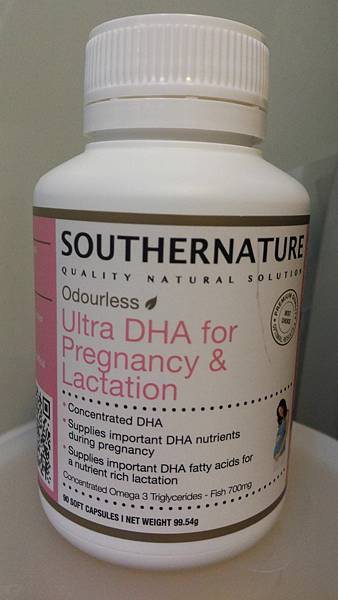 SOUTHERNATURE
QUALITY NATURAL SOLUTION
Odourless
Ultra DHA for
Pregnancy &
Lactation
• Concentrated DHA
• Supplies important DHA nutrients
during pregnancy
• Supplies important DHA fatty acids for
a nutrient rich lactation
Concentrated Omega 3 Triglycerides - Fish 700mg
90 SOFT CAPSULES I NET WEIGHT 99.54g